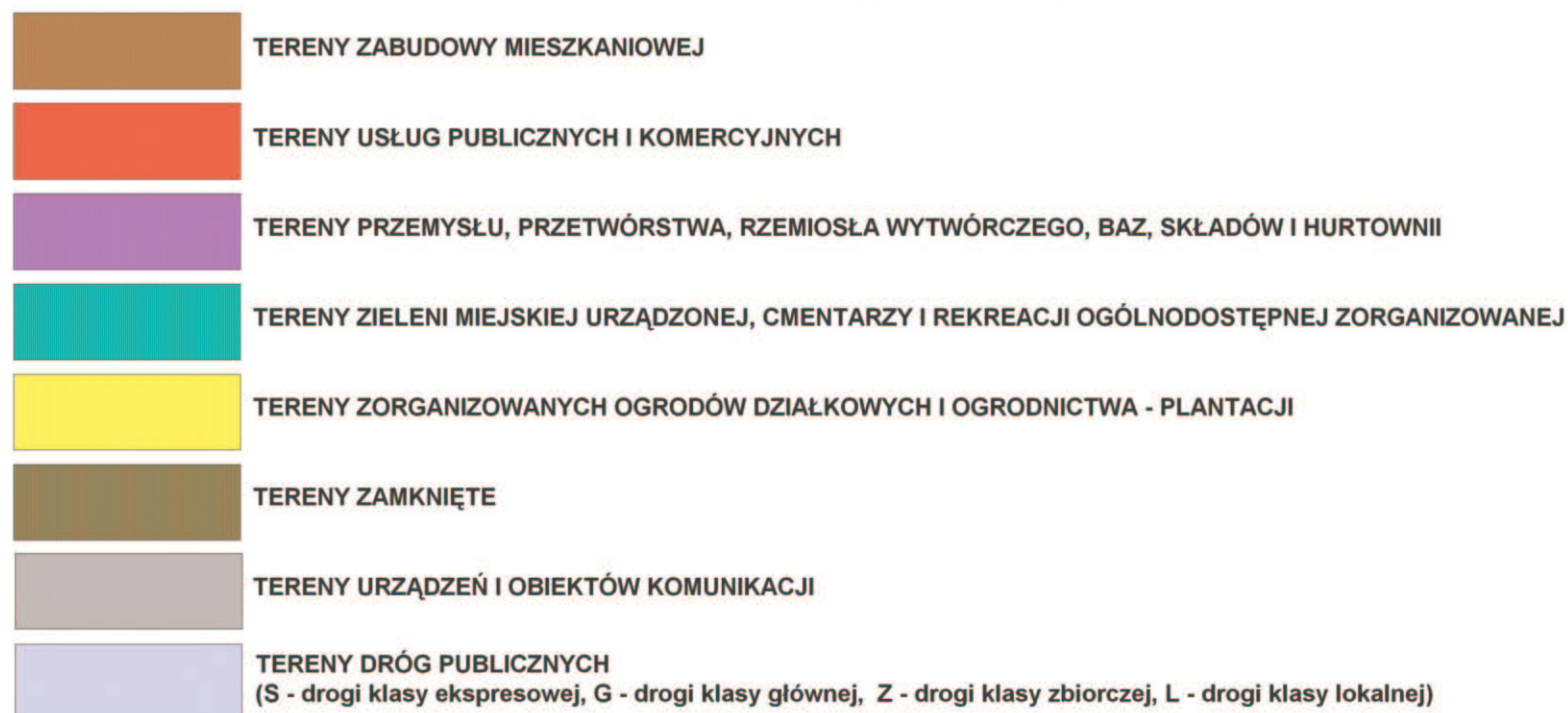 TERENY ZABUDOWY MIESZKANIOWEJ
TERENY USŁUG PUBLICZNYCH I KOMERCYJNYCH
TERENY PRZEMYSŁU, PRZETWÓRSTWA, RZEMIOSŁA WYTWÓRCZEGO, BAZ, SKŁADÓW I HURTOWNII
TERENY ZIELENI MIEJSKIEJ URZĄDZONEJ, CMENTARZY I REKREACJI OGÓLNODOSTĘPNEJ ZORGANIZOWANEJ
TERENY ZORGANIZOWANYCH OGRODÓW DZIAŁKOWYCH I OGRODNICTWA - PLANTACJI
TERENY ZAMKNIĘTE
TERENY URZĄDZEŃ I OBIEKTÓW KOMUNIKACJI
TERENY DRÓG PUBLICZNYCH
(S - drogi klasy ekspresowej, G - drogi klasy głównej, Z - drogi klasy zbiorczej, L - drogi klasy lokalnej)